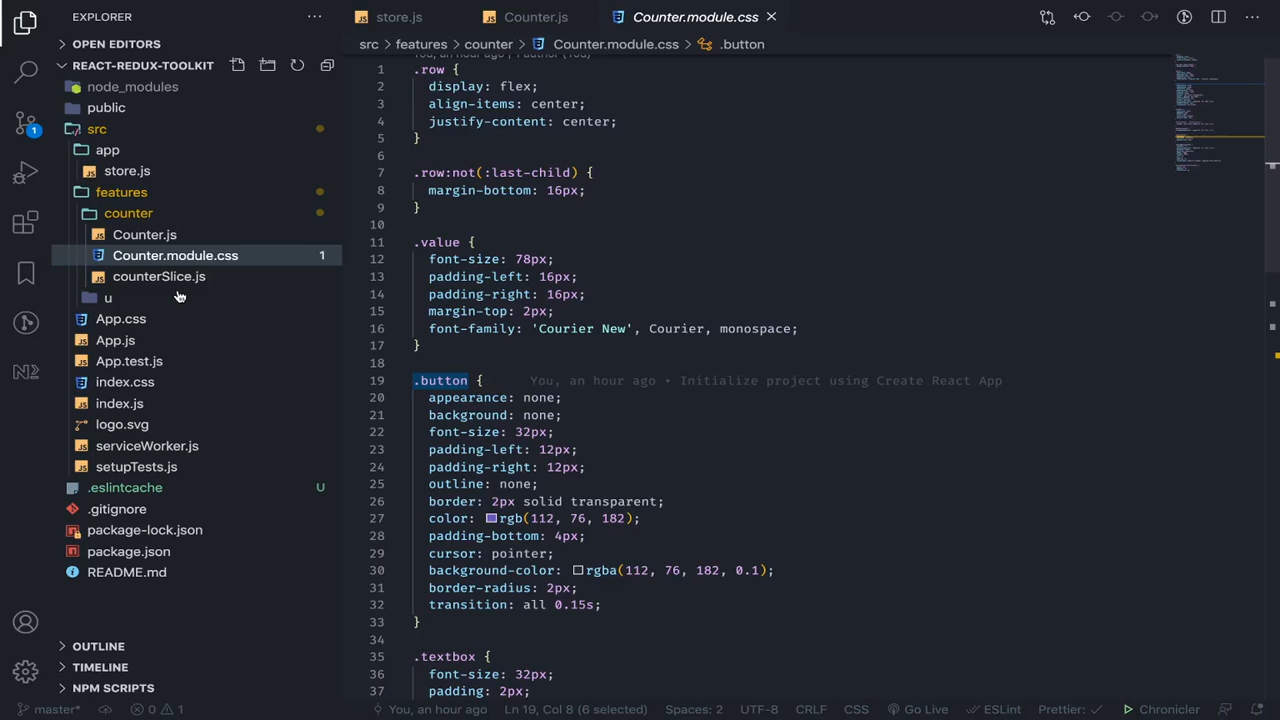 EXPLORER
OPEN EDITORS
REACT-REDUX-TOOLKIT
node_modules
public
src
app
store.js
features
counter
Counter.js
Counter.module.css 1
counterSlice.js
u
App.css
App.js
App.test.js
index.css
index.js
logo.svg
serviceWorker.js
setupTests.js
.eslintcache U
.gitignore
package-lock.json
package.json
README.md
OUTLINE
TIMELINE
NPM SCRIPTS
1
store.js Counter.js Counter.module.css
src > features > counter > Counter.module.css > .button
You, an hour ago | 1 author (You)
1 .row {
2 display: flex;
3 align-items: center;
4 justify-content: center;
5 }
6
7 .row:not(:last-child) {
8 margin-bottom: 16px;
9 }
10
11 .value {
12 font-size: 78px;
13 padding-left: 16px;
14 padding-right: 16px;
15 margin-top: 2px;
16 font-family: 'Courier New', Courier, monospace;
17 }
18
19 .button { You, an hour ago • Initialize project using Create React App
20 appearance: none;
21 background: none;
22 font-size: 32px;
23 padding-left: 12px;
24 padding-right: 12px;
25 outline: none;
26 border: 2px solid transparent;
27 color: rgb(112, 76, 182);
28 padding-bottom: 4px;
29 cursor: pointer;
30 background-color: rgba(112, 76, 182, 0.1);
31 border-radius: 2px;
32 transition: all 0.15s;
33 }
34
35 .textbox {
36 font-size: 32px;
37 padding: 2px;
master* 0 1 You, an hour ago Ln 19, Col 8 (6 selected) Spaces: 2 UTF-8 CRLF CSS Go Live ESLint Prettier: ✓ Chronicler